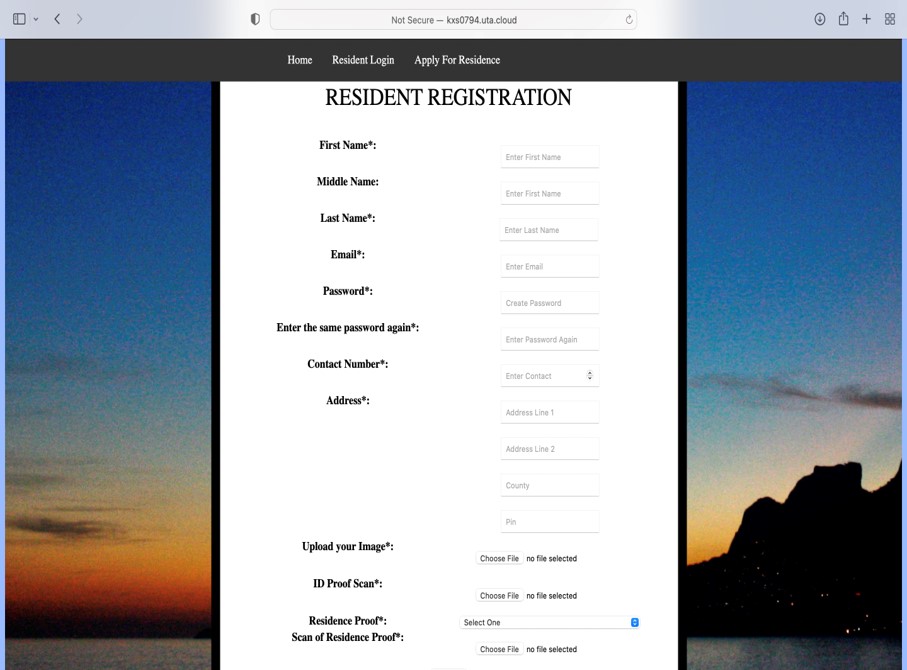 Not Secure — kxs0794.uta.cloud
Home Resident Login Apply For Residence
RESIDENT REGISTRATION
First Name*:
Enter First Name
Middle Name:
Enter First Name
Last Name*:
Enter Last Name
Email*:
Enter Email
Password*:
Create Password
Enter the same password again*:
Enter Password Again
Contact Number*:
Enter Contact
Address*:
Address Line 1
Address Line 2
County
Pin
Upload your Image*:
Choose File no file selected
ID Proof Scan*:
Choose File no file selected
Residence Proof*:
Select One
Scan of Residence Proof*:
Choose File no file selected